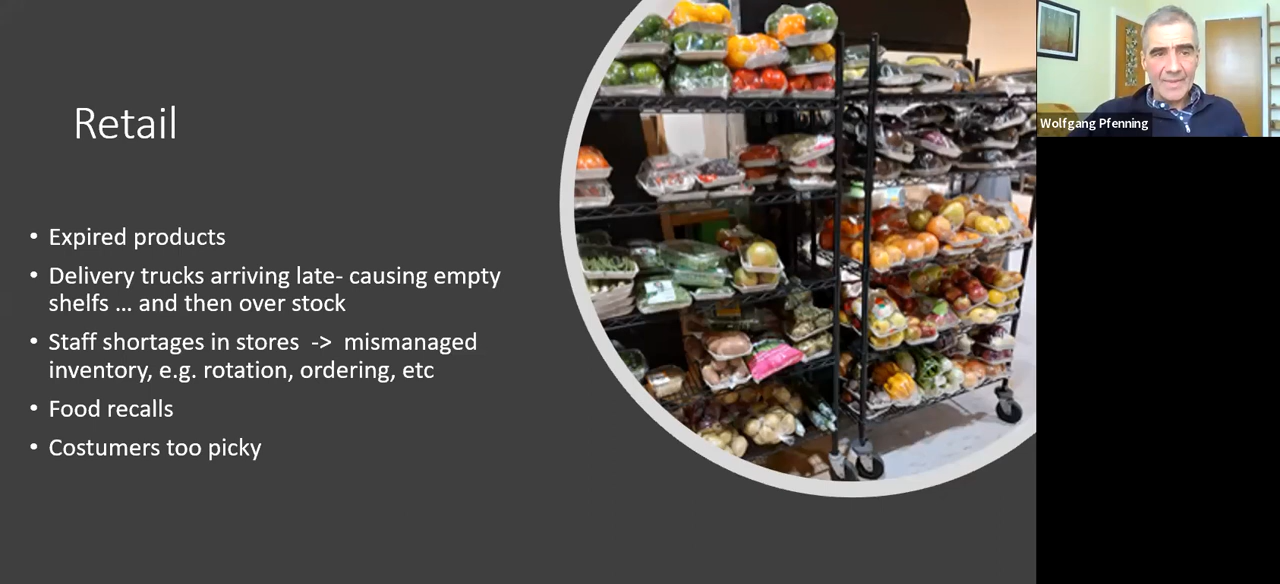 Retail
• Expired products
• Delivery trucks arriving late- causing empty
shelfs ... and then over stock
• Staff shortages in stores -> mismanaged
inventory, e.g. rotation, ordering, etc
• Food recalls
• Costumers too picky
Wolfgang Pfenning